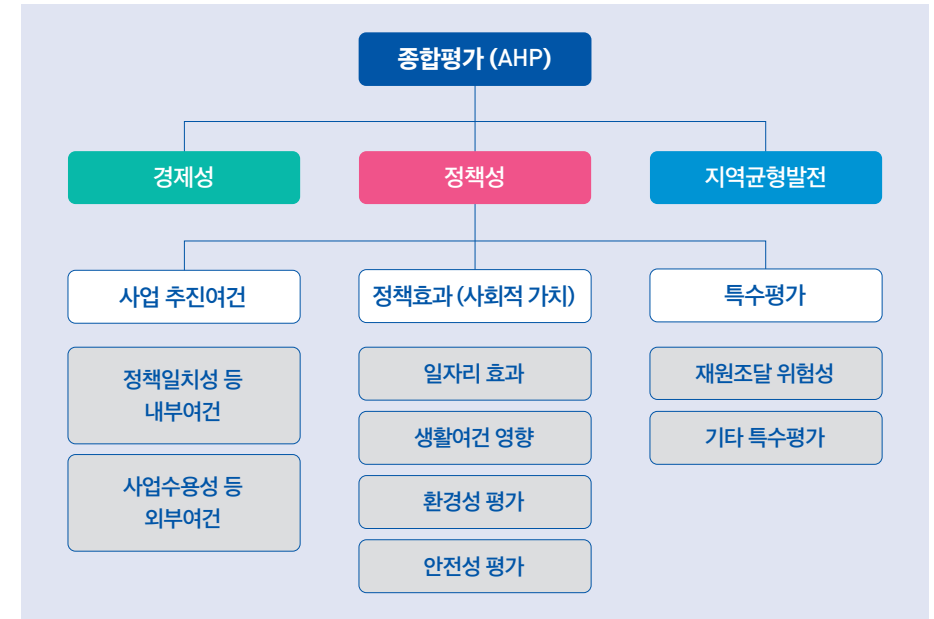 종합평가 (AHP)
경제성
정책성
지역균형발전
사업 추진여건
정책효과 (사회적 가치)
특수평가
정책일치성 등
내부여건
사업수용성 등
외부여건
일자리 효과
생활여건 영향
환경성 평가
안전성 평가
재원조달 위험성
기타 특수평가